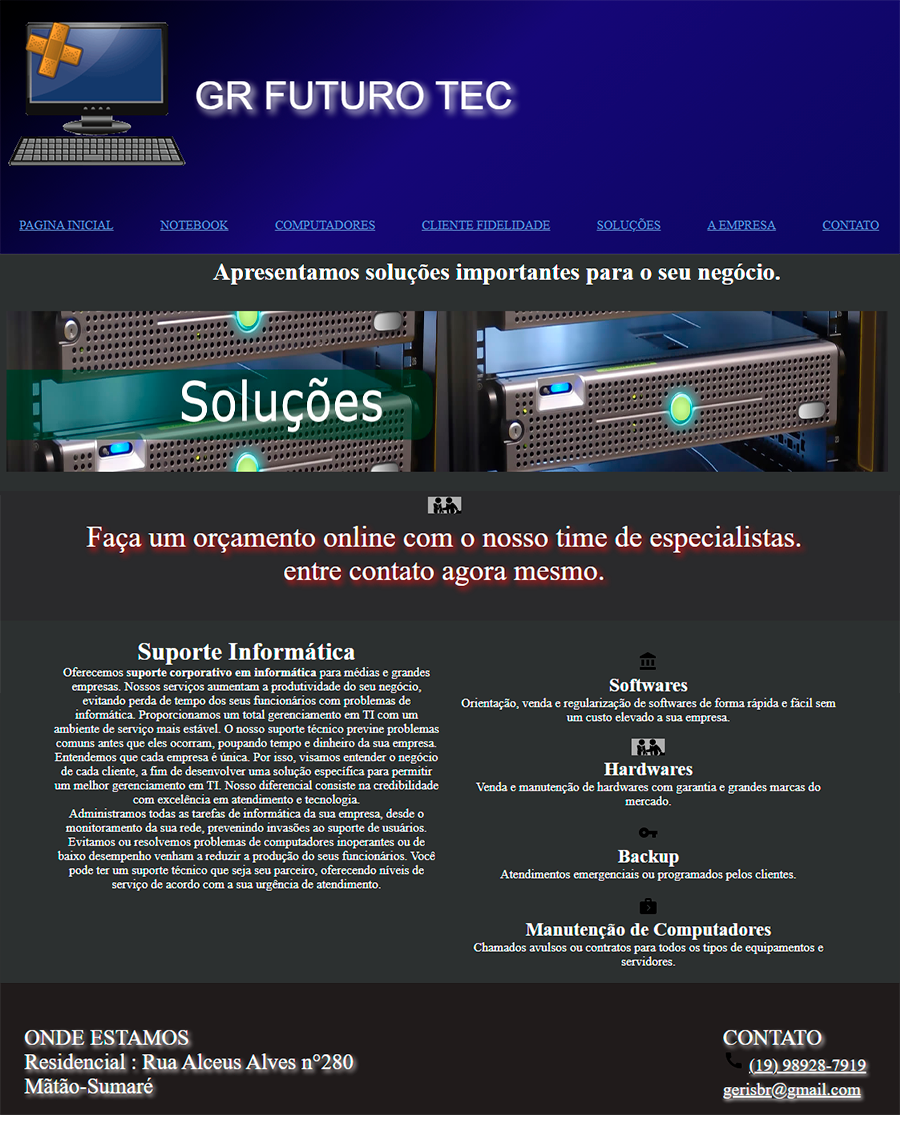 GR FUTURO TEC
PAGINA INICIAL NOTEBOOK COMPUTADORES CLIENTE FIDELIDADE SOLUÇÕES A EMPRESA CONTATO
Apresentamos soluções importantes para o seu negócio.
Soluções
Faça um orçamento online com o nosso time de especialistas.
entre contato agora mesmo.
Suporte Informática
Oferecemos suporte corporativo em informática para médias e grandes
empresas. Nossos serviços aumentam a produtividade do seu negócio,
evitando perda de tempo dos seus funcionários com problemas de
informática. Proporcionamos um total gerenciamento em TI com um
ambiente de serviço mais estável. O nosso suporte técnico previne problemas
comuns antes que eles ocorram, poupando tempo e dinheiro da sua empresa.
Entendemos que cada empresa é única. Por isso, visamos entender o negócio
de cada cliente, a fim de desenvolver uma solução especifica para permitir
um melhor gerenciamento em TI. Nosso diferencial consiste na credibilidade
com excelência em atendimento e tecnologia.
Administramos todas as tarefas de informática da sua empresa, desde o
monitoramento da sua rede, prevenindo invasões ao suporte de usuários.
Evitamos ou resolvemos problemas de computadores inoperantes ou de
baixo desempenho venham a reduzir a produção do seus funcionários. Você
pode ter um suporte técnico que seja seu parceiro, oferecendo níveis de
serviço de acordo com a sua urgência de atendimento.
Softwares
Orientação, venda e regularização de softwares de forma rápida e fácil sem
um custo elevado a sua empresa.
Hardwares
Venda e manutenção de hardwares com garantia e grandes marcas do
mercado.
Backup
Atendimentos emergenciais ou programados pelos clientes.
Manutenção de Computadores
Chamados avulsos ou contratos para todos os tipos de equipamentos e
servidores.
ONDE ESTAMOS
Residencial : Rua Alceus Alves n°280
Mãtão-Sumaré
CONTATO
(19) 98928-7919
gerisbr@gmail.com